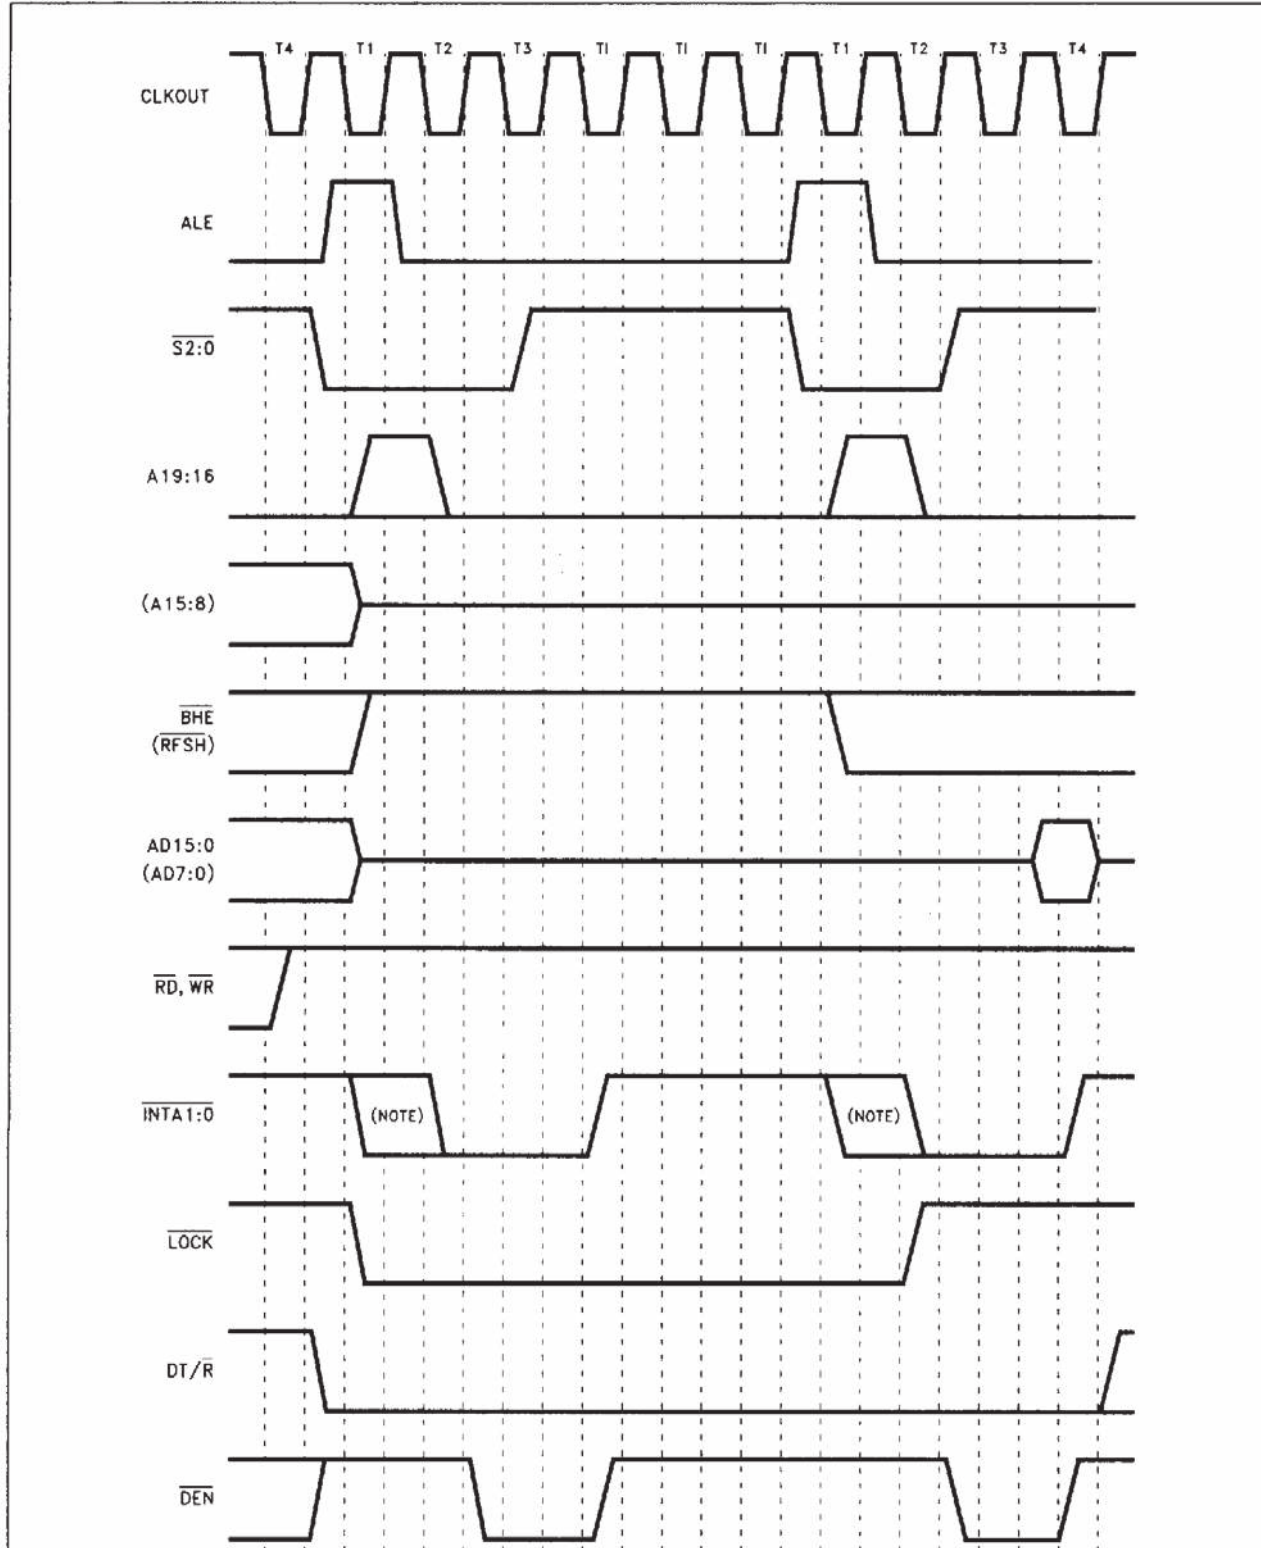 T4 T1 T2 T3 TI TI TI T1 T2 T3 T4
CLKOUT
ALE
S2:0
A19:16
(A15:8)
BHE
(RFSH)
AD15:0
(AD7:0)
RD, WR
INTA1:0 (NOTE) (NOTE)
LOCK
DT/R
DEN